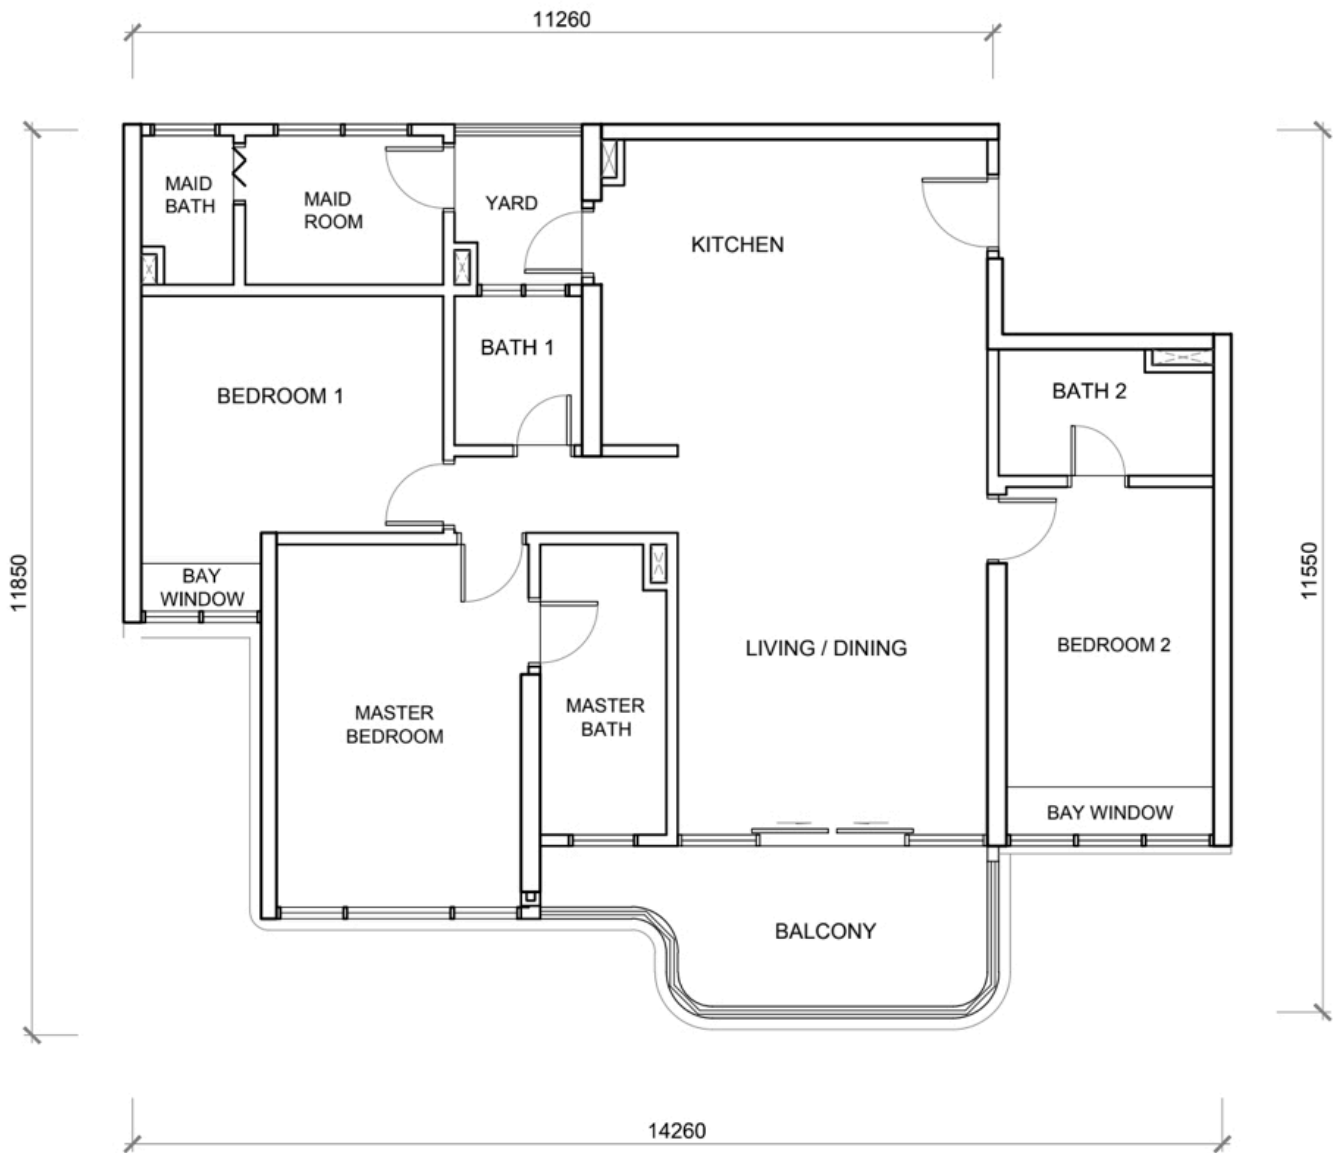 11260
MAID
BATH
MAID
ROOM
YARD
KITCHEN
BATH 1
BEDROOM 1
BATH 2
BAY
WINDOW
11850
11550
LIVING / DINING
BEDROOM 2
MASTER
BEDROOM
MASTER
BATH
BAY WINDOW
BALCONY
14260